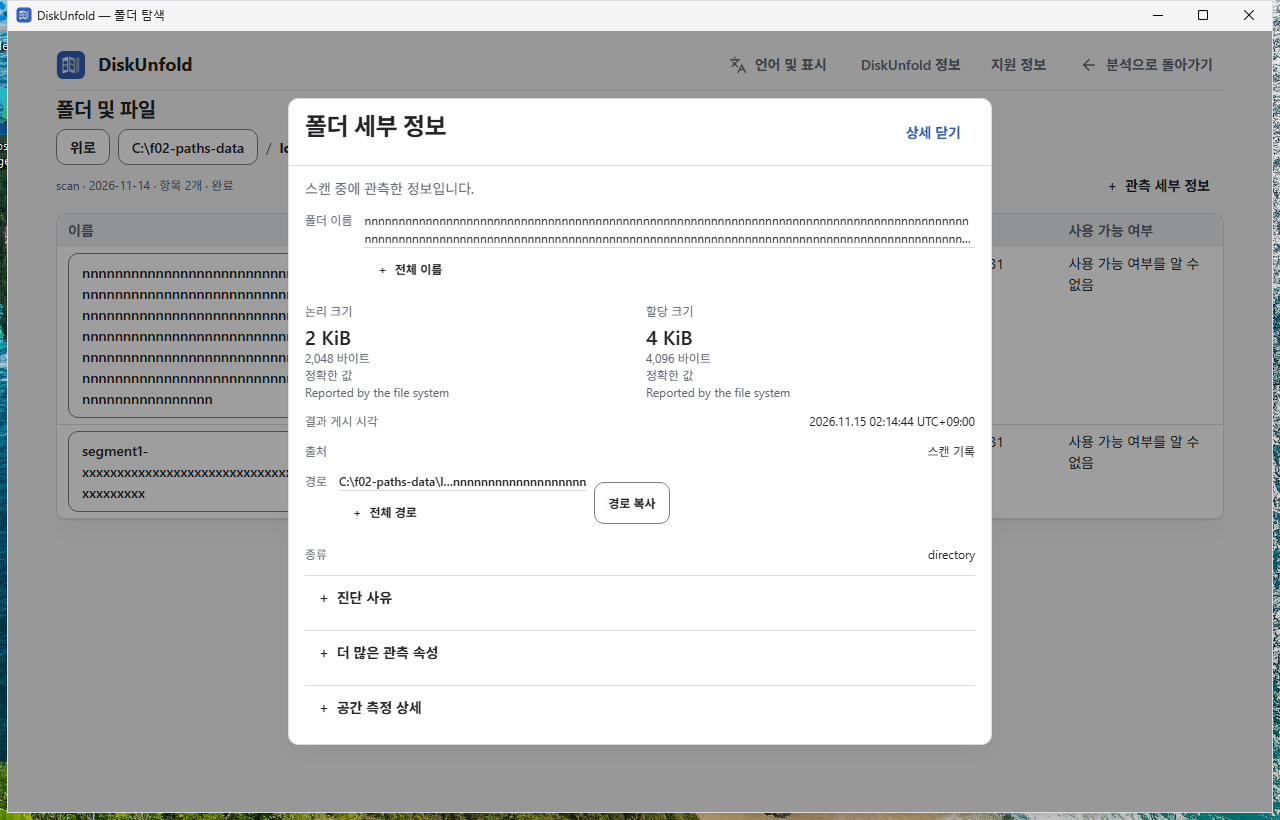 DiskUnfold — 폴더 탐색
DiskUnfold
언어 및 표시
DiskUnfold 정보
지원 정보
분석으로 돌아가기
폴더 및 파일
위로
C:\f02-paths-data
/
scan · 2026-11-14 · 항목 2개 · 완료
+ 관측 세부 정보
이름
사용 가능 여부
사용 가능 여부를 알 수
없음
segment1-
사용 가능 여부를 알 수
없음
폴더 세부 정보
상세 닫기
스캔 중에 관측한 정보입니다.
폴더 이름
+ 전체 이름
논리 크기
2 KiB
2,048 바이트
정확한 값
Reported by the file system
할당 크기
4 KiB
4,096 바이트
정확한 값
Reported by the file system
결과 게시 시각
2026.11.15 02:14:44 UTC+09:00
출처
스캔 기록
경로
C:\f02-paths-data\l...nnnnnnnnnnnnnnnnnnn
+ 전체 경로
경로 복사
종류
directory
+ 진단 사유
+ 더 많은 관측 속성
+ 공간 측정 상세